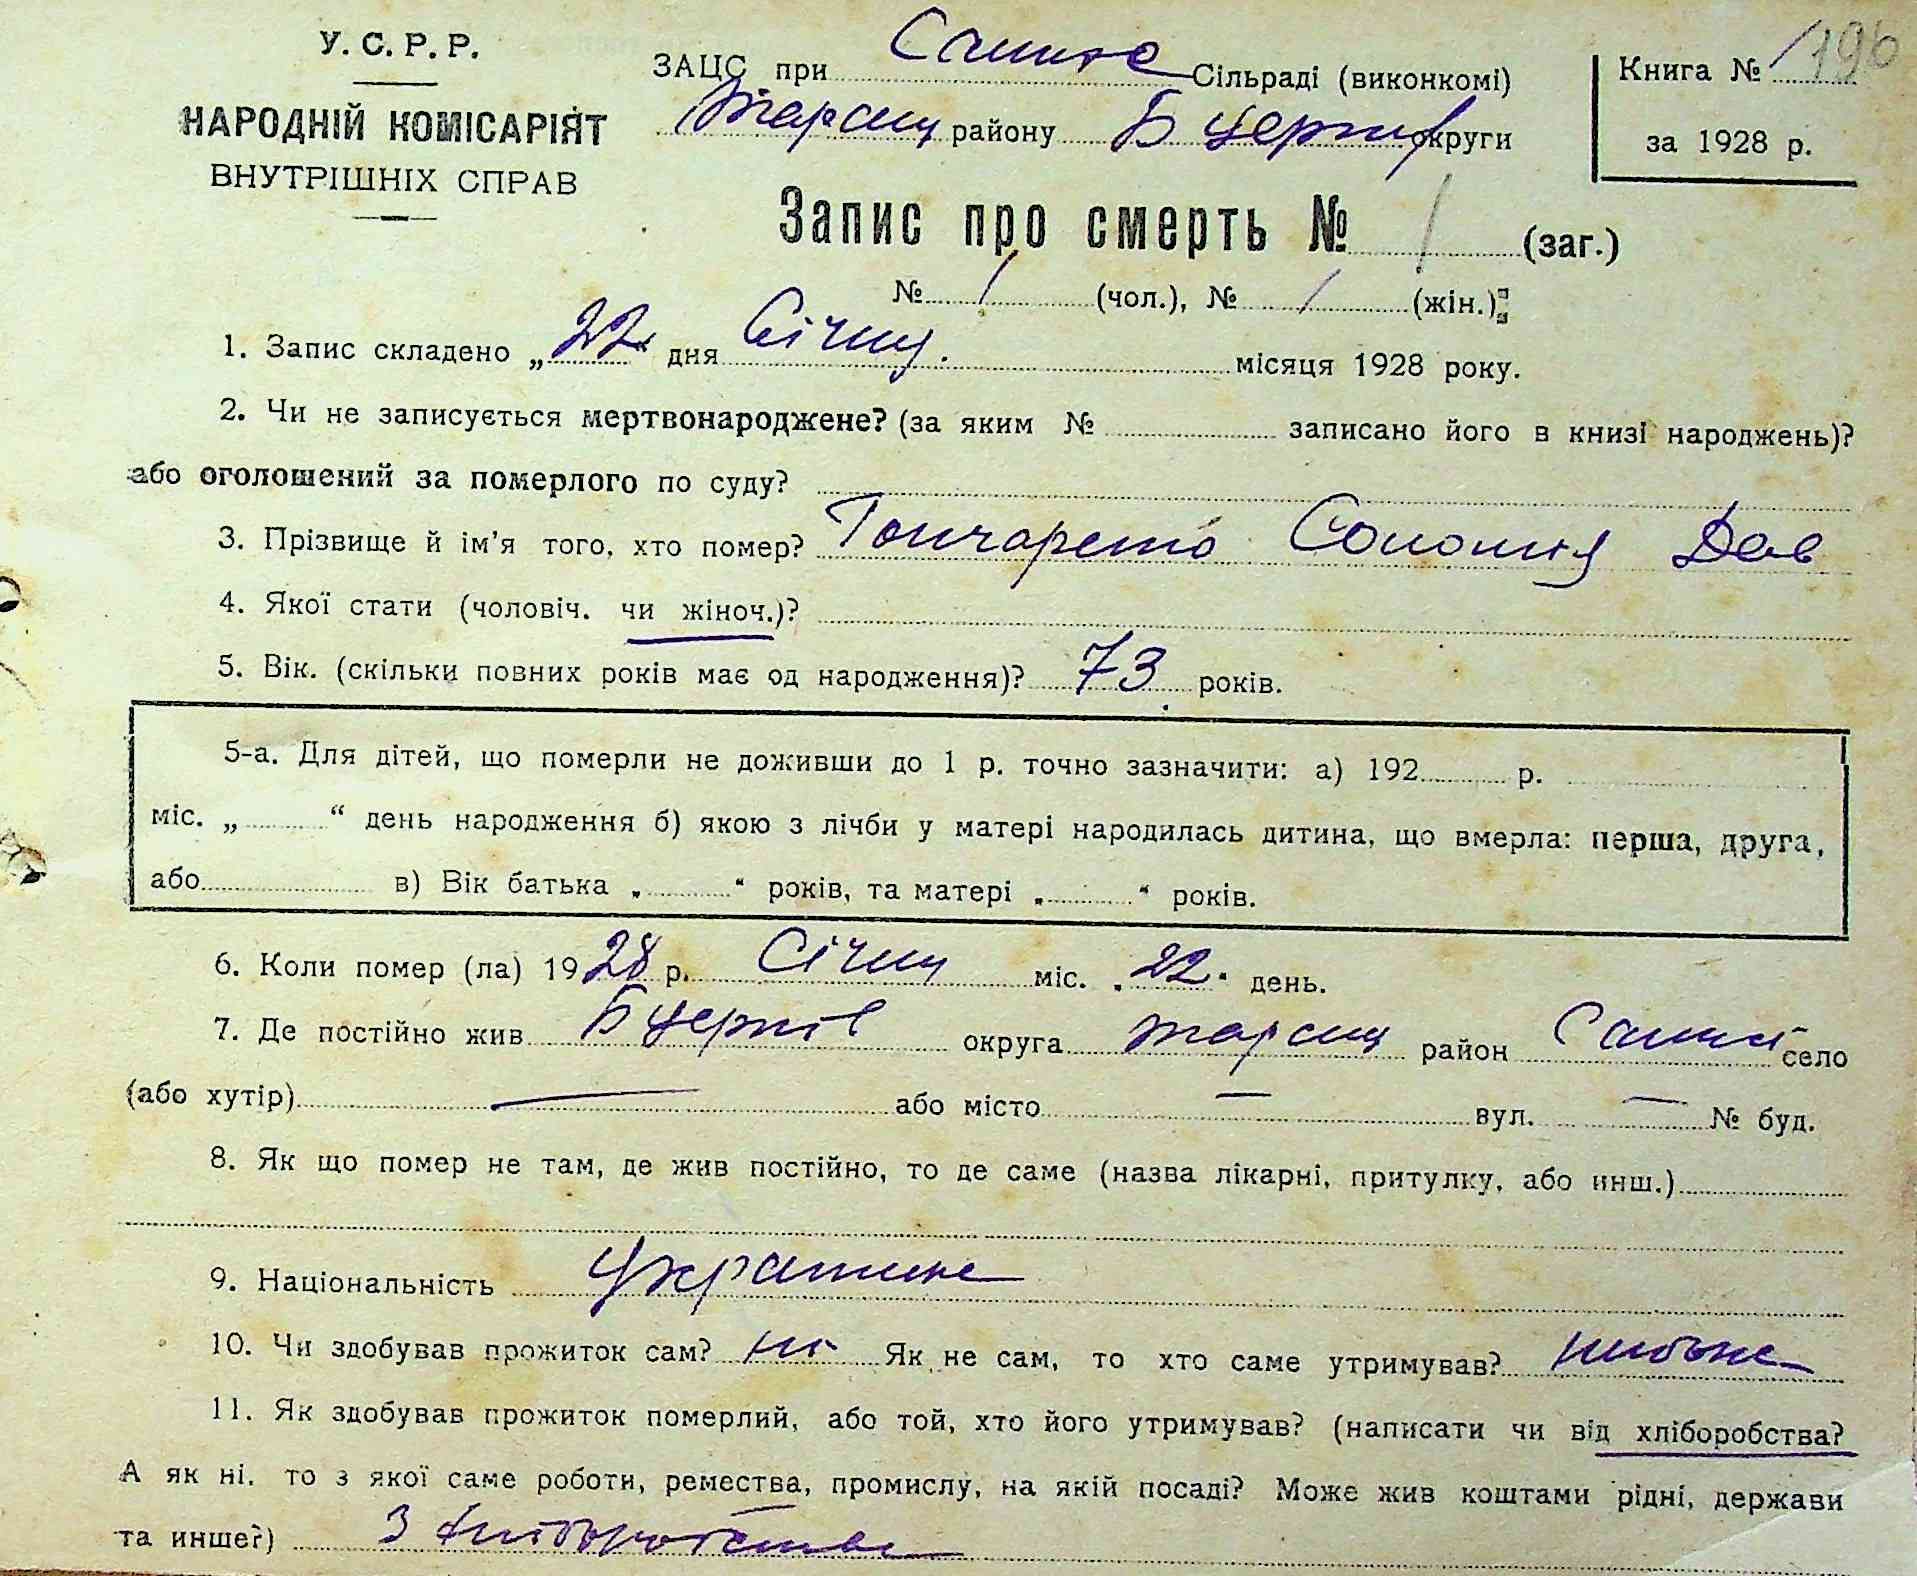 У. С. Р. Р.
НАРОДНІЙ КОМІСАРІЯТ
ВНУТРІШНІХ СПРАВ
ЗАЦС при Сільраді (виконкомі)
району Б Церків округи
Книга № 196
за 1928 р.
Запис про смерть № 1 (заг.)
№ / (чол.), № / (жін.)
1. Запис складено „22“ дня Січня. місяця 1928 року.
2. Чи не записується мертвонароджене? (за яким № записано його в книзі народжень)?
або оголошений за померлого по суду?
3. Прізвище й ім'я того, хто помер? Гончаренко Соломія Дав
4. Якої стати (чоловіч. чи жіноч.)?
5. Вік. (скільки повних років має од народження)? 73 років.
5-а. Для дітей, що померли не доживши до 1 р. точно зазначити: а) 192 р.
міс. „ “ день народження б) якою з лічби у матері народилась дитина, що вмерла: перша, друга,
або в) Вік батька „ “ років, та матері „ “ років.
6. Коли помер (ла) 1928 р. Січня міс. „22“ день.
7. Де постійно жив Б Церків округа Таращ район село
(або хутір) — або місто — вул. — № буд.
8. Як що помер не там, де жив постійно, то де саме (назва лікарні, притулку, або инш.)
9. Національність
10. Чи здобував прожиток сам? ні Як не сам, то хто саме утримував?
11. Як здобував прожиток померлий, або той, хто його утримував? (написати чи від хліборобства?
А як ні. то з якої саме роботи, ремества, промислу, на якій посаді? Може жив коштами рідні, держави
та инше?) З хліборобства